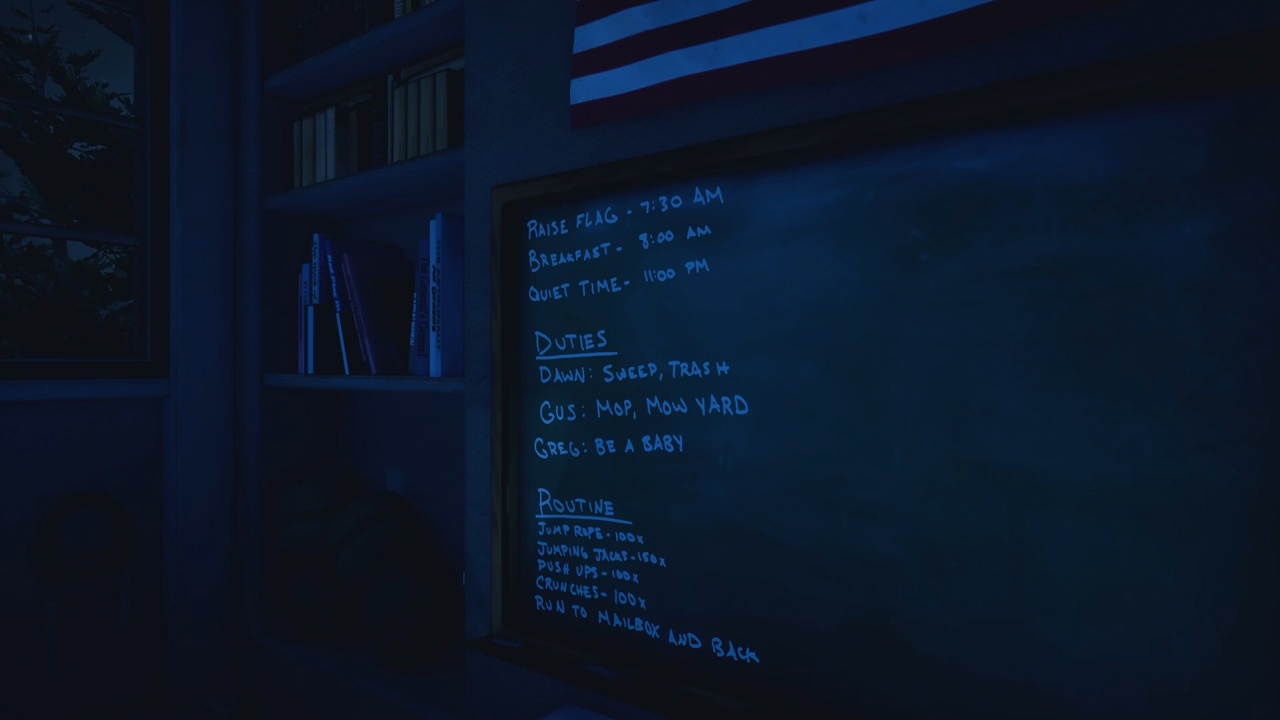 RAISE FLAG - 7:30 AM
BREAKFAST - 8:00 AM
QUIET TIME - 11:00 PM
DUTIES
DAWN: SWEEP, TRASH
GUS: MOP, MOW YARD
GREG: BE A BABY
ROUTINE
JUMP ROPE - 100X
JUMPING JACKS - 150X
PUSH UPS - 100X
CRUNCHES - 100X
RUN TO MAILBOX AND BACK